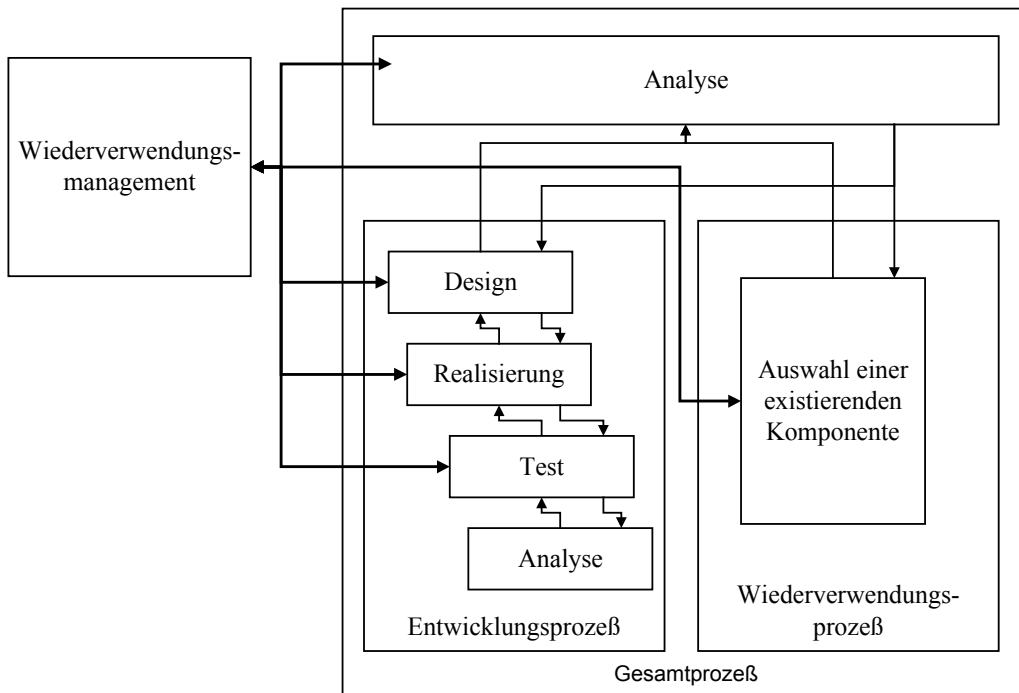 Analyse
Wiederverwendungs-
management
Design
Realisierung
Test
Analyse
Entwicklungsprozeß
Auswahl einer
existierenden
Komponente
Wiederverwendungs-
prozeß
Gesamtprozeß